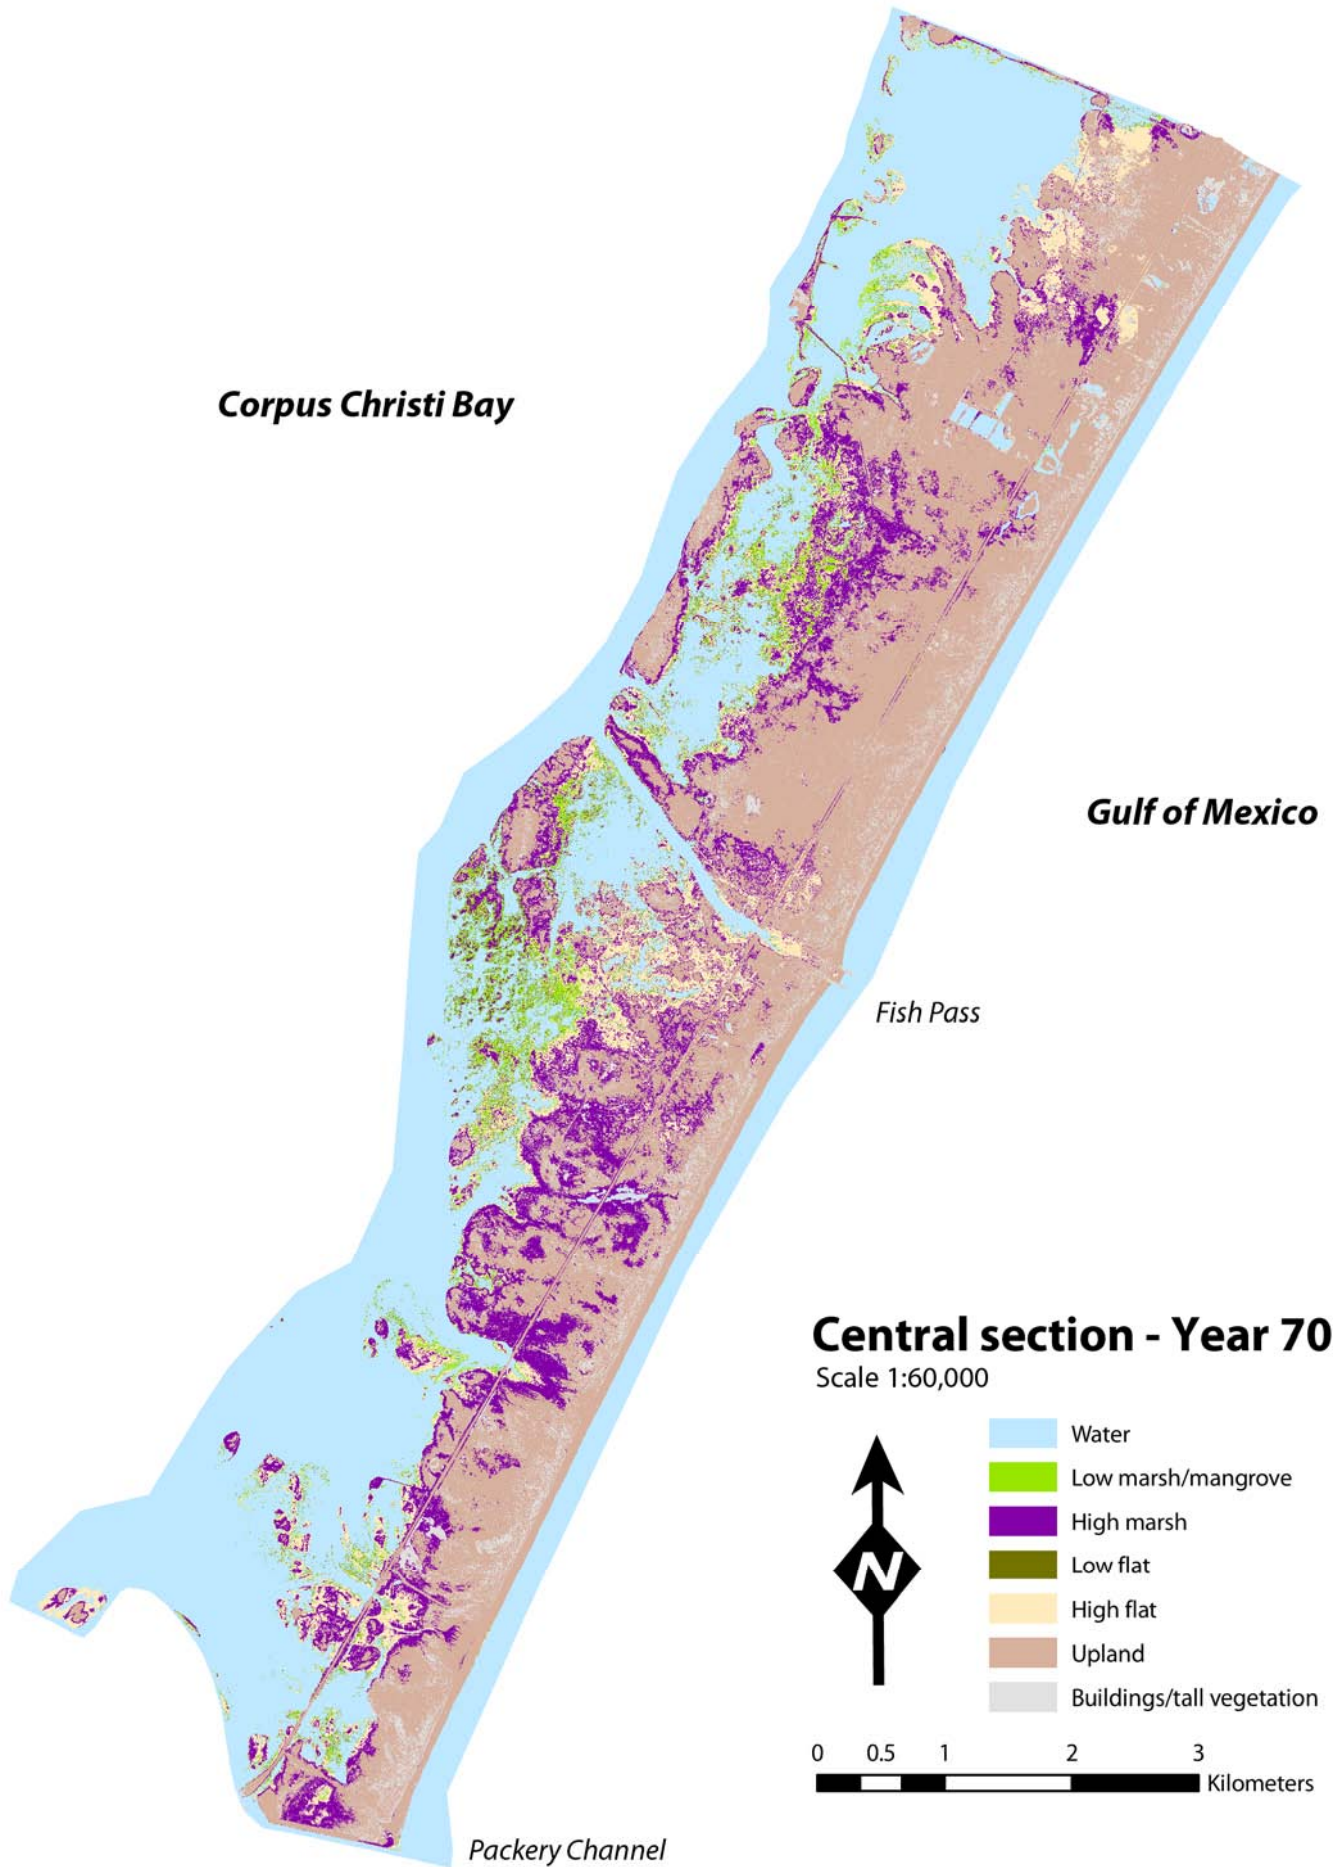 Corpus Christi Bay
Gulf of Mexico
Fish Pass
Central section - Year 70
Scale 1:60,000
N
Water
Low marsh/mangrove
High marsh
Low flat
High flat
Upland
Buildings/tall vegetation
0 0.5 1 2 3
Kilometers
Packery Channel